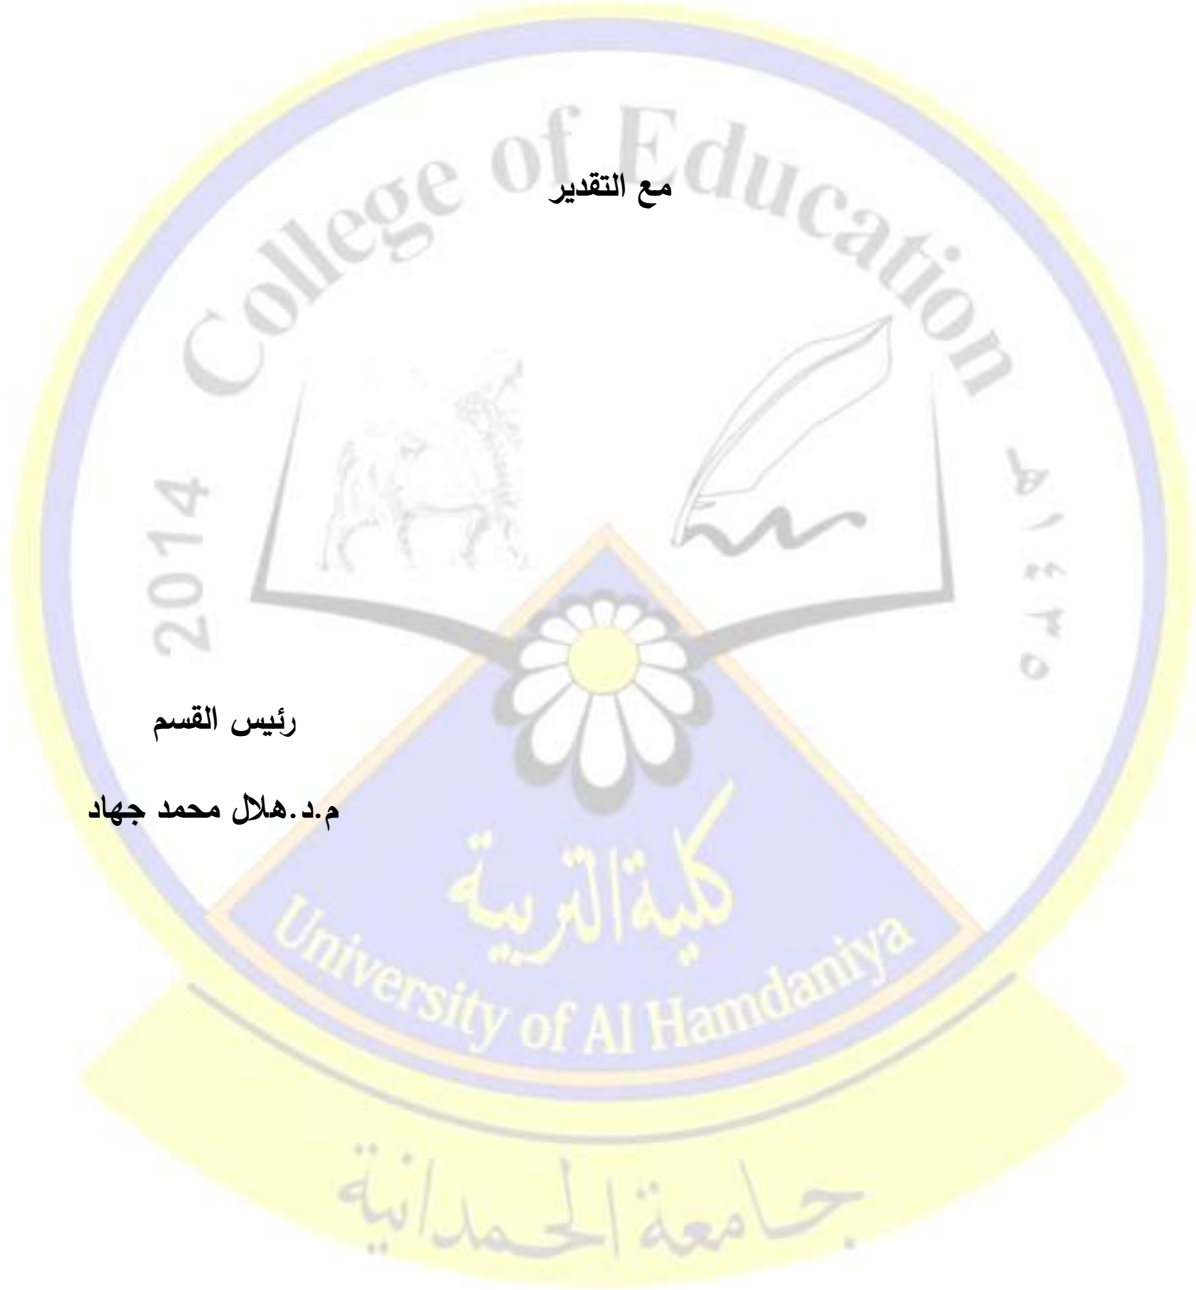 College of Education
مع التقدير
2014
١٤٣٥هـ
رئيس القسم
م.د.هلال محمد جهاد
كلية التربية
University of Al Hamdaniya
جامعة الحمدانية